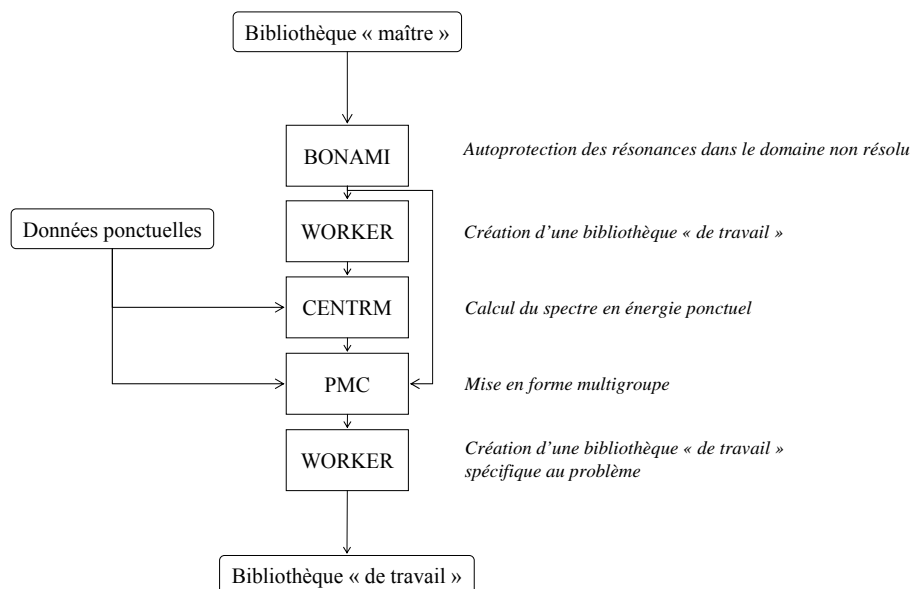 Bibliothèque « maître »
BONAMI
Autoprotection des résonances dans le domaine non résolu
Données ponctuelles
WORKER
Création d’une bibliothèque « de travail »
CENTRM
Calcul du spectre en énergie ponctuel
PMC
Mise en forme multigroupe
WORKER
Création d’une bibliothèque « de travail »
spécifique au problème
Bibliothèque « de travail »